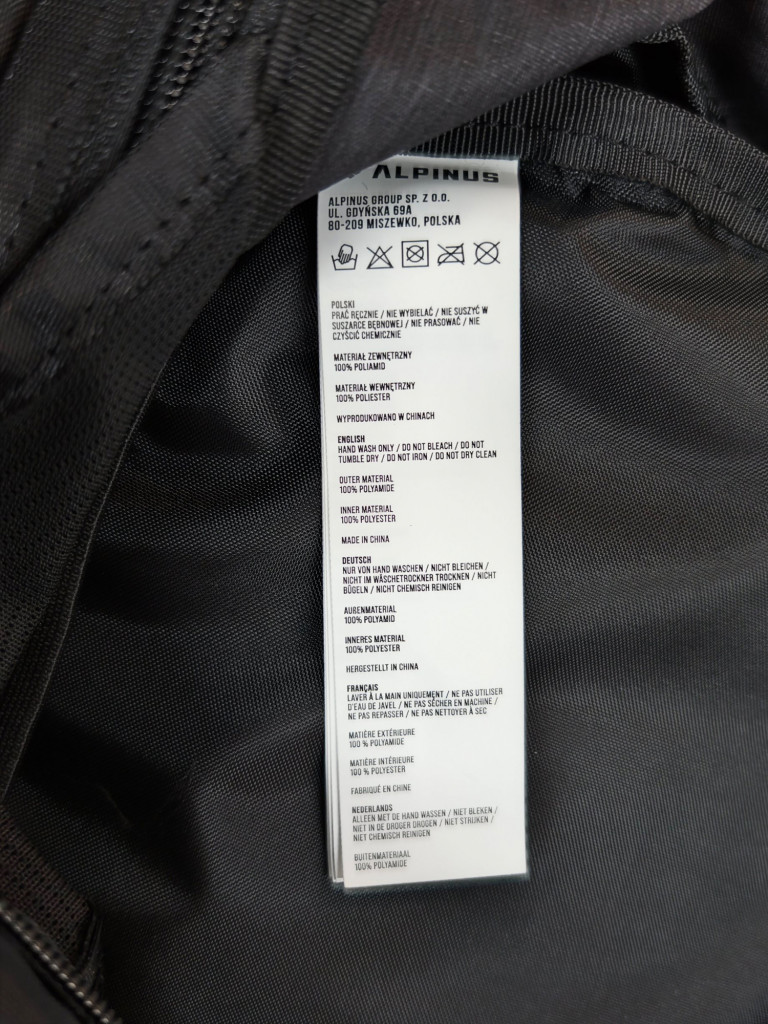 ALPINUS
ALPINUS GROUP SP. Z O.O.
UL. GDYŃSKA 69A
80-209 MISZEWKO, POLSKA
POLSKI
PRAĆ RĘCZNIE / NIE WYBIELAĆ / NIE SUSZYĆ W
SUSZARCE BĘBNOWEJ / NIE PRASOWAĆ / NIE
CZYŚCIĆ CHEMICZNIE
MATERIAŁ ZEWNĘTRZNY
100% POLIAMID
MATERIAŁ WEWNĘTRZNY
100% POLIESTER
WYPRODUKOWANO W CHINACH
ENGLISH
HAND WASH ONLY / DO NOT BLEACH / DO NOT
TUMBLE DRY / DO NOT IRON / DO NOT DRY CLEAN
OUTER MATERIAL
100% POLYAMIDE
INNER MATERIAL
100% POLYESTER
MADE IN CHINA
DEUTSCH
NUR VON HAND WASCHEN / NICHT BLEICHEN /
NICHT IM WÄSCHETROCKNER TROCKNEN / NICHT
BÜGELN / NICHT CHEMISCH REINIGEN
AUßENMATERIAL
100% POLYAMID
INNERES MATERIAL
100% POLYESTER
HERGESTELLT IN CHINA
FRANÇAIS
LAVER À LA MAIN UNIQUEMENT / NE PAS UTILISER
D'EAU DE JAVEL / NE PAS SÉCHER EN MACHINE /
NE PAS REPASSER / NE PAS NETTOYER À SEC
MATIÈRE EXTÉRIEURE
100 % POLYAMIDE
MATIÈRE INTÉRIEURE
100 % POLYESTER
FABRIQUÉ EN CHINE
NEDERLANDS
ALLEEN MET DE HAND WASSEN / NIET BLEKEN /
NIET IN DE DROGER DROGEN / NIET STRIJKEN /
NIET CHEMISCH REINIGEN
BUITENMATERIAAL
100% POLYAMIDE